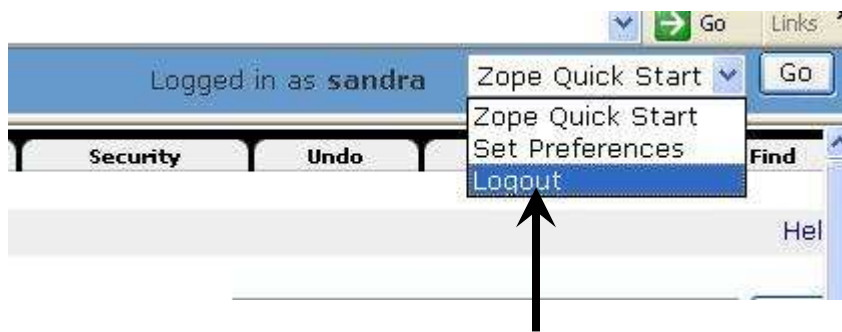 Go Links
Logged in as sandra Zope Quick Start Go
Zope Quick Start
Set Preferences
Logout
Security Undo Find
Hel